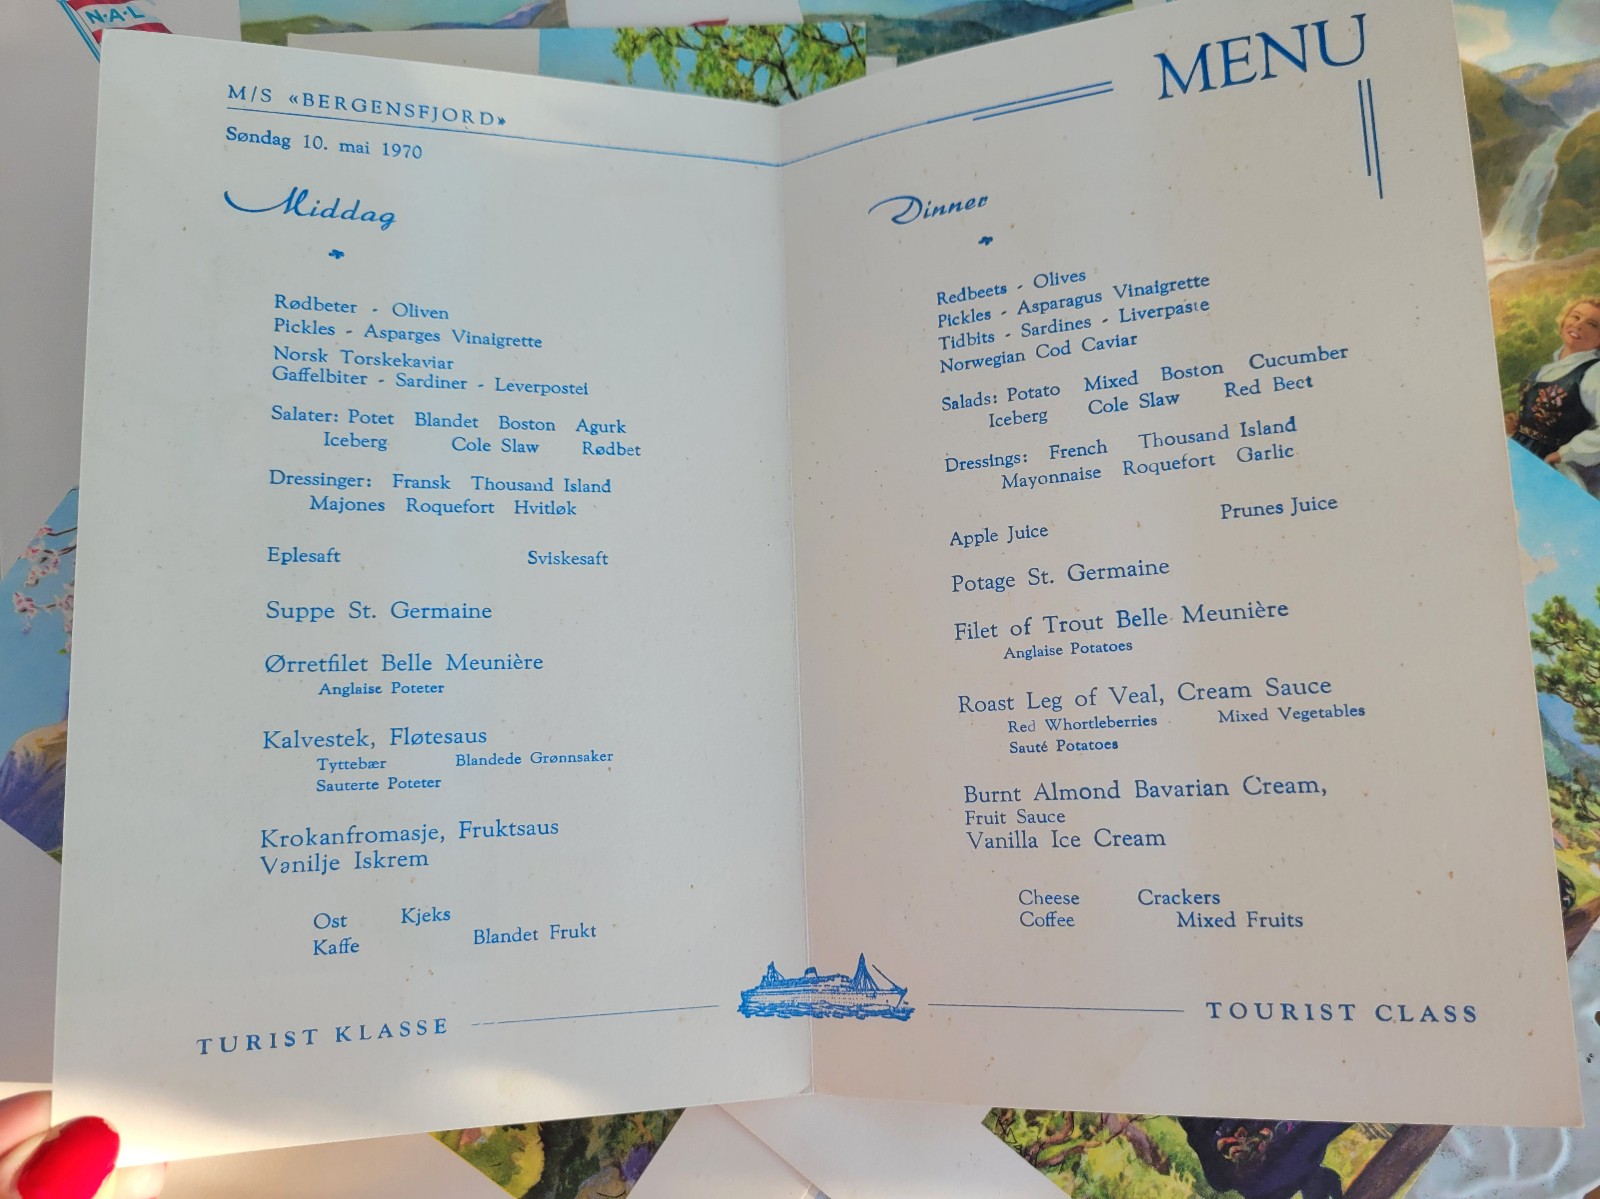 N·A·L
M/S «BERGENSFJORD»
Søndag 10. mai 1970
Middag
Rødbeter - Oliven
Pickles - Asparges Vinaigrette
Norsk Torskekaviar
Gaffelbiter - Sardiner - Leverpostei
Salater: Potet Blandet Boston Agurk
Iceberg Cole Slaw Rødbet
Dressinger: Fransk Thousand Island
Majones Roquefort Hvitløk
Eplesaft Sviskesaft
Suppe St. Germaine
Ørretfilet Belle Meunière
Anglaise Poteter
Kalvestek, Fløtesaus
Tyttebær Blandede Grønnsaker
Sauterte Poteter
Krokanfromasje, Fruktsaus
Vanilje Iskrem
Ost Kjeks
Kaffe Blandet Frukt
TURIST KLASSE
MENU
Dinner
Redbeets - Olives
Pickles - Asparagus Vinaigrette
Tidbits - Sardines - Liverpaste
Norwegian Cod Caviar
Salads: Potato Mixed Boston Cucumber
Iceberg Cole Slaw Red Beet
Dressings: French Thousand Island
Mayonnaise Roquefort Garlic
Apple Juice Prunes Juice
Potage St. Germaine
Filet of Trout Belle Meunière
Anglaise Potatoes
Roast Leg of Veal, Cream Sauce
Red Whortleberries Mixed Vegetables
Sauté Potatoes
Burnt Almond Bavarian Cream,
Fruit Sauce
Vanilla Ice Cream
Cheese Crackers
Coffee Mixed Fruits
TOURIST CLASS